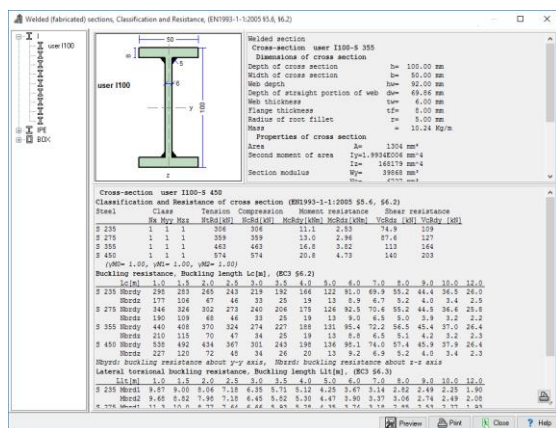 Welded (fabricated) sections, Classification and Resistance, (EN1993-1-1:2005 §5.6, §6.2)
I
user I100
IPE
BOX
50
8
5
6
user I100
y
100
z
Welded section
Cross-section user I100-S 355
Dimensions of cross section
Depth of cross section h= 100.00 mm
Width of cross section b= 50.00 mm
Web depth hw= 92.00 mm
Depth of straight portion of web dw= 69.86 mm
Web thickness tw= 6.00 mm
Flange thickness tf= 8.00 mm
Radius of root fillet r= 5.00 mm
Mass = 10.24 Kg/m
Properties of cross section
Area A= 1304 mm²
Second moment of area Iy=1.9934E006 mm^4
Iz= 168179 mm^4
Section modulus Wy= 39868 mm³
Cross-section user I100-S 450
Classification and Resistance of cross section (EN1993-1-1:2005 §5.6, §6.2)
Steel Class Tension Compression Moment resistance Shear resistance
Nx Myy Mzz NtRd[kN] NcRd[kN] McRdy[kNm] McRdz[kNm] VcRdz [kN] VcRdy [kN]
S 235 1 1 1 306 306 11.1 2.53 74.9 109
S 275 1 1 1 359 359 13.0 2.96 87.6 127
S 355 1 1 1 463 463 16.8 3.82 113 164
S 450 1 1 1 574 574 20.8 4.73 140 203
(γM0= 1.00, γM1= 1.00, γM2= 1.00)
Buckling resistance, Buckling length Lc[m], (EC3 §6.2)
Lc[m] 1.0 1.5 2.0 2.5 3.0 3.5 4.0 5.0 6.0 7.0 8.0 9.0 10.0 12.0
S 235 Nbrdy 298 283 265 243 219 192 166 122 91.0 69.9 55.2 44.4 36.5 26.0
Nbrdz 177 106 67 46 33 25 19 13 8.9 6.7 5.2 4.0 3.4 2.5
S 275 Nbrdy 346 326 302 273 240 206 175 126 92.5 70.6 55.2 44.5 36.6 25.8
Nbrdz 190 109 68 46 33 25 19 13 9.0 6.5 5.0 3.9 3.2 2.2
S 355 Nbrdy 440 408 370 324 274 227 188 131 95.4 72.2 56.5 45.4 37.0 26.4
Nbrdz 210 115 70 47 34 25 19 13 8.8 6.5 5.1 4.2 3.2 2.3
S 450 Nbrdy 538 492 434 367 301 243 198 136 98.1 74.0 57.4 45.9 37.9 26.4
Nbrdz 227 120 72 48 34 26 20 13 9.2 6.9 5.2 4.0 3.4 2.3
Nbyrd: buckling resistance about y-y axis, Nbzrd: buckling resistance about z-z axis
Lateral torsional buckling resistance, Buckling length Llt[m], (EC3 §6.3)
Llt[m] 1.0 1.5 2.0 2.5 3.0 3.5 4.0 5.0 6.0 7.0 8.0 9.0 10.0 12.0
S 235 Mbrd1 9.87 9.00 8.06 7.18 6.35 5.71 5.12 4.25 3.67 3.14 2.82 2.49 2.25 1.90
Mbrd2 9.68 8.82 7.98 7.18 6.45 5.82 5.30 4.47 3.90 3.37 3.06 2.74 2.49 2.08
Preview
Print
Close
Help